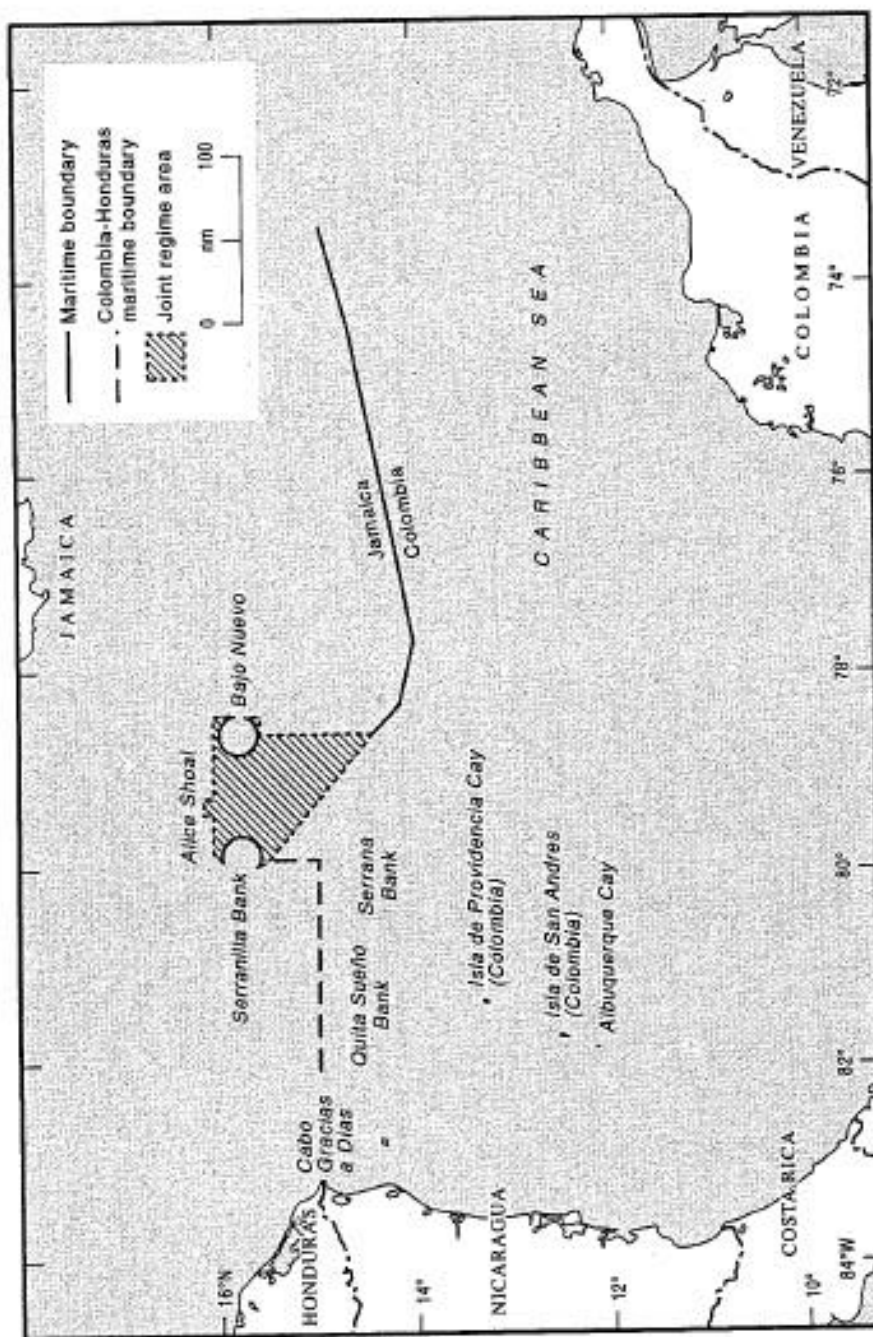 JAMAICA
Maritime boundary
Colombia-Honduras
maritime boundary
Joint regime area
0
nm
100
Alice Shoal
Serranilla Bank
Bajo Nuevo
Jamaica
Colombia
Cabo
Gracias
a Dias
Quita Sueño
Bank
Serrana
Bank
16°N
HONDURAS
14°
NICARAGUA
12°
Isla de Providencia Cay
(Colombia)
Isla de San Andres
(Colombia)
Albuquerque Cay
CARIBBEAN SEA
COSTA RICA
COLOMBIA
VENEZUELA
10°
84°W
82°
80°
78°
76°
74°
72°